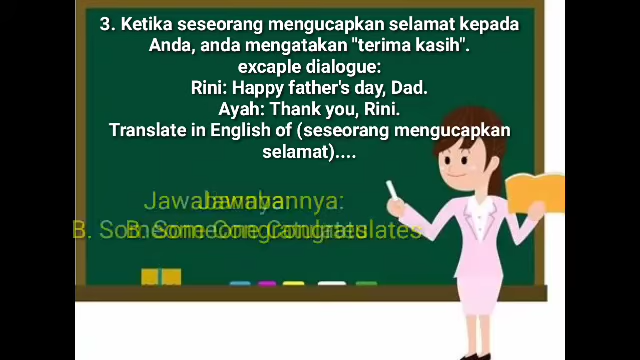 3. Ketika seseorang mengucapkan selamat kepada
Anda, anda mengatakan "terima kasih".
excaple dialogue:
Rini: Happy father's day, Dad.
Ayah: Thank you, Rini.
Translate in English of (seseorang mengucapkan
selamat)....
Jawabannya:
B. Someone Congratulates